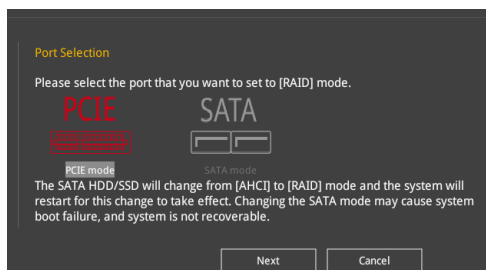 Port Selection
Please select the port that you want to set to [RAID] mode.
PCIE SATA
PCIE mode SATA mode
The SATA HDD/SSD will change from [AHCI] to [RAID] mode and the system will
restart for this change to take effect. Changing the SATA mode may cause system
boot failure, and system is not recoverable.
Next Cancel